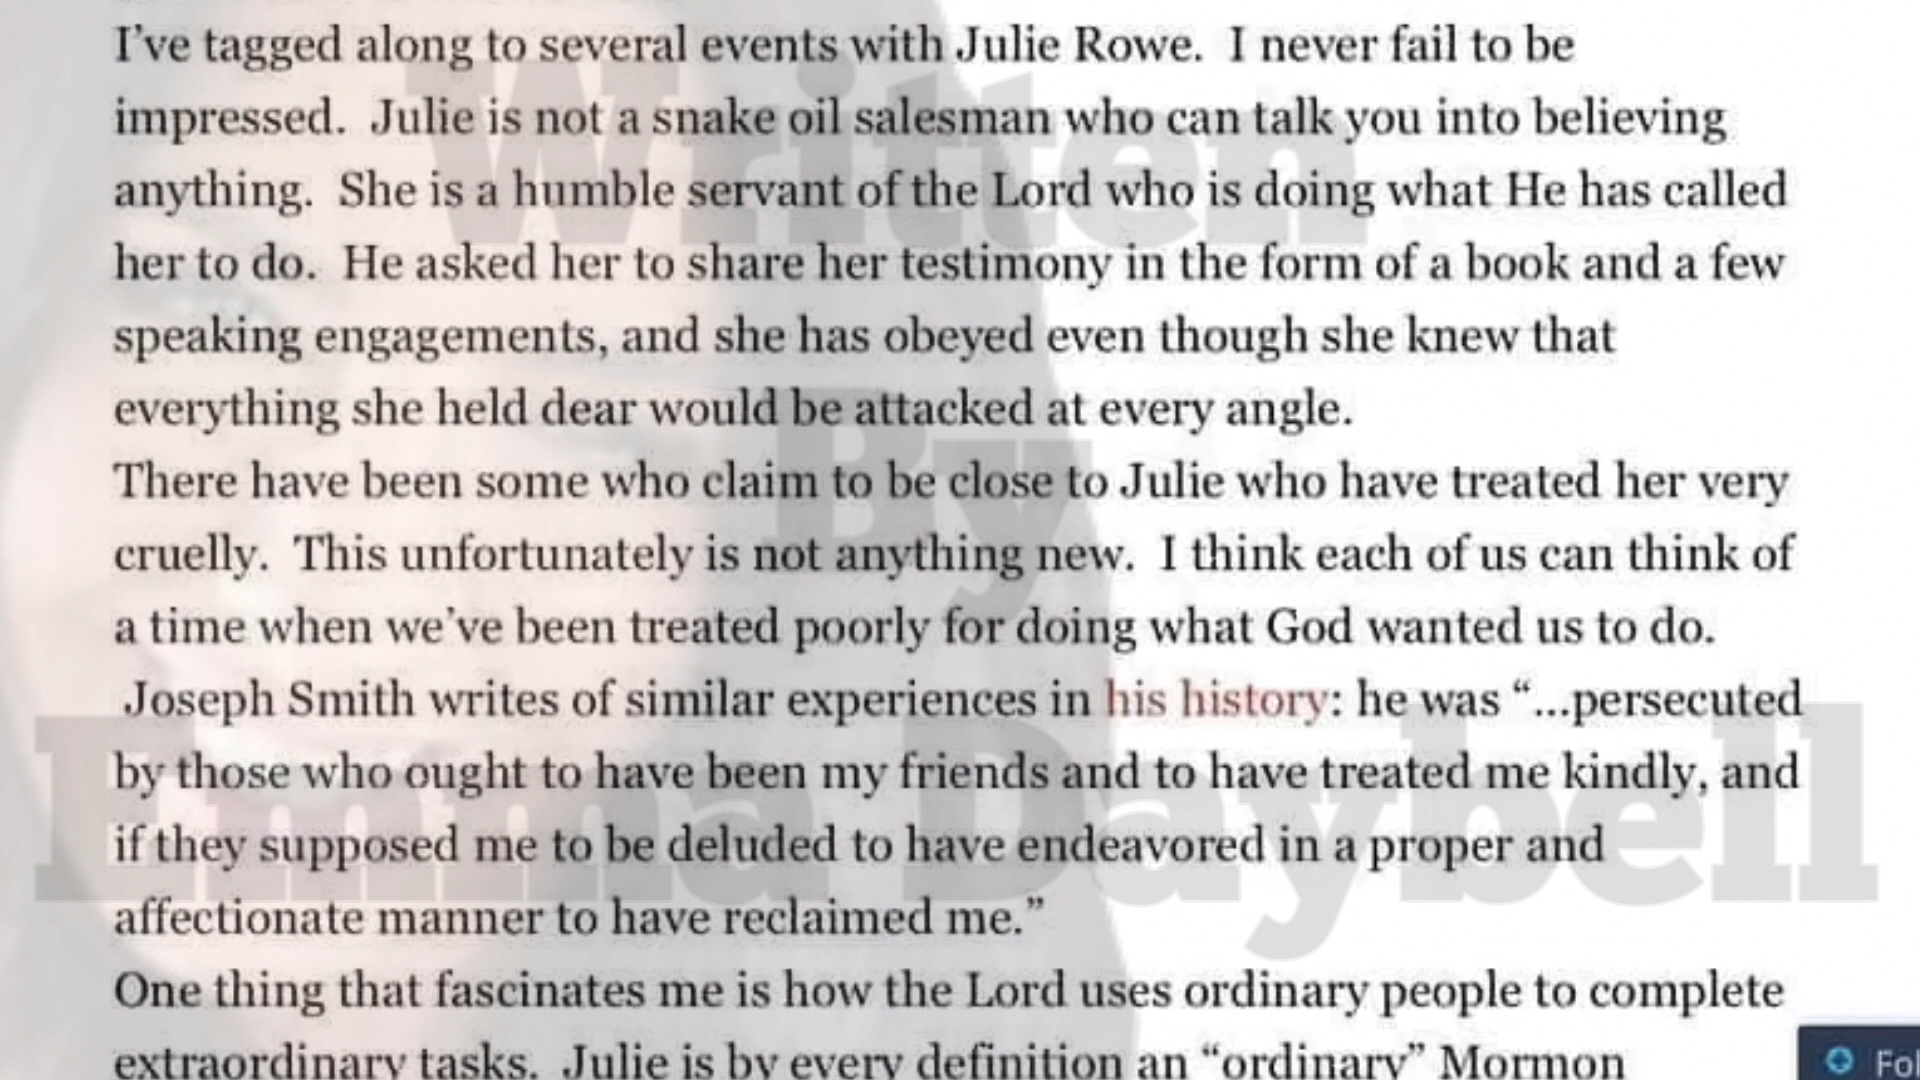 I’ve tagged along to several events with Julie Rowe.  I never fail to be
impressed.  Julie is not a snake oil salesman who can talk you into believing
anything.  She is a humble servant of the Lord who is doing what He has called
her to do.  He asked her to share her testimony in the form of a book and a few
speaking engagements, and she has obeyed even though she knew that
everything she held dear would be attacked at every angle.
There have been some who claim to be close to Julie who have treated her very
cruelly.  This unfortunately is not anything new.  I think each of us can think of
a time when we’ve been treated poorly for doing what God wanted us to do.
Joseph Smith writes of similar experiences in his history: he was “...persecuted
by those who ought to have been my friends and to have treated me kindly, and
if they supposed me to be deluded to have endeavored in a proper and
affectionate manner to have reclaimed me.”
One thing that fascinates me is how the Lord uses ordinary people to complete
extraordinary tasks.  Julie is by every definition an “ordinary” Mormon
Written
By
Emma Daybell
Fol